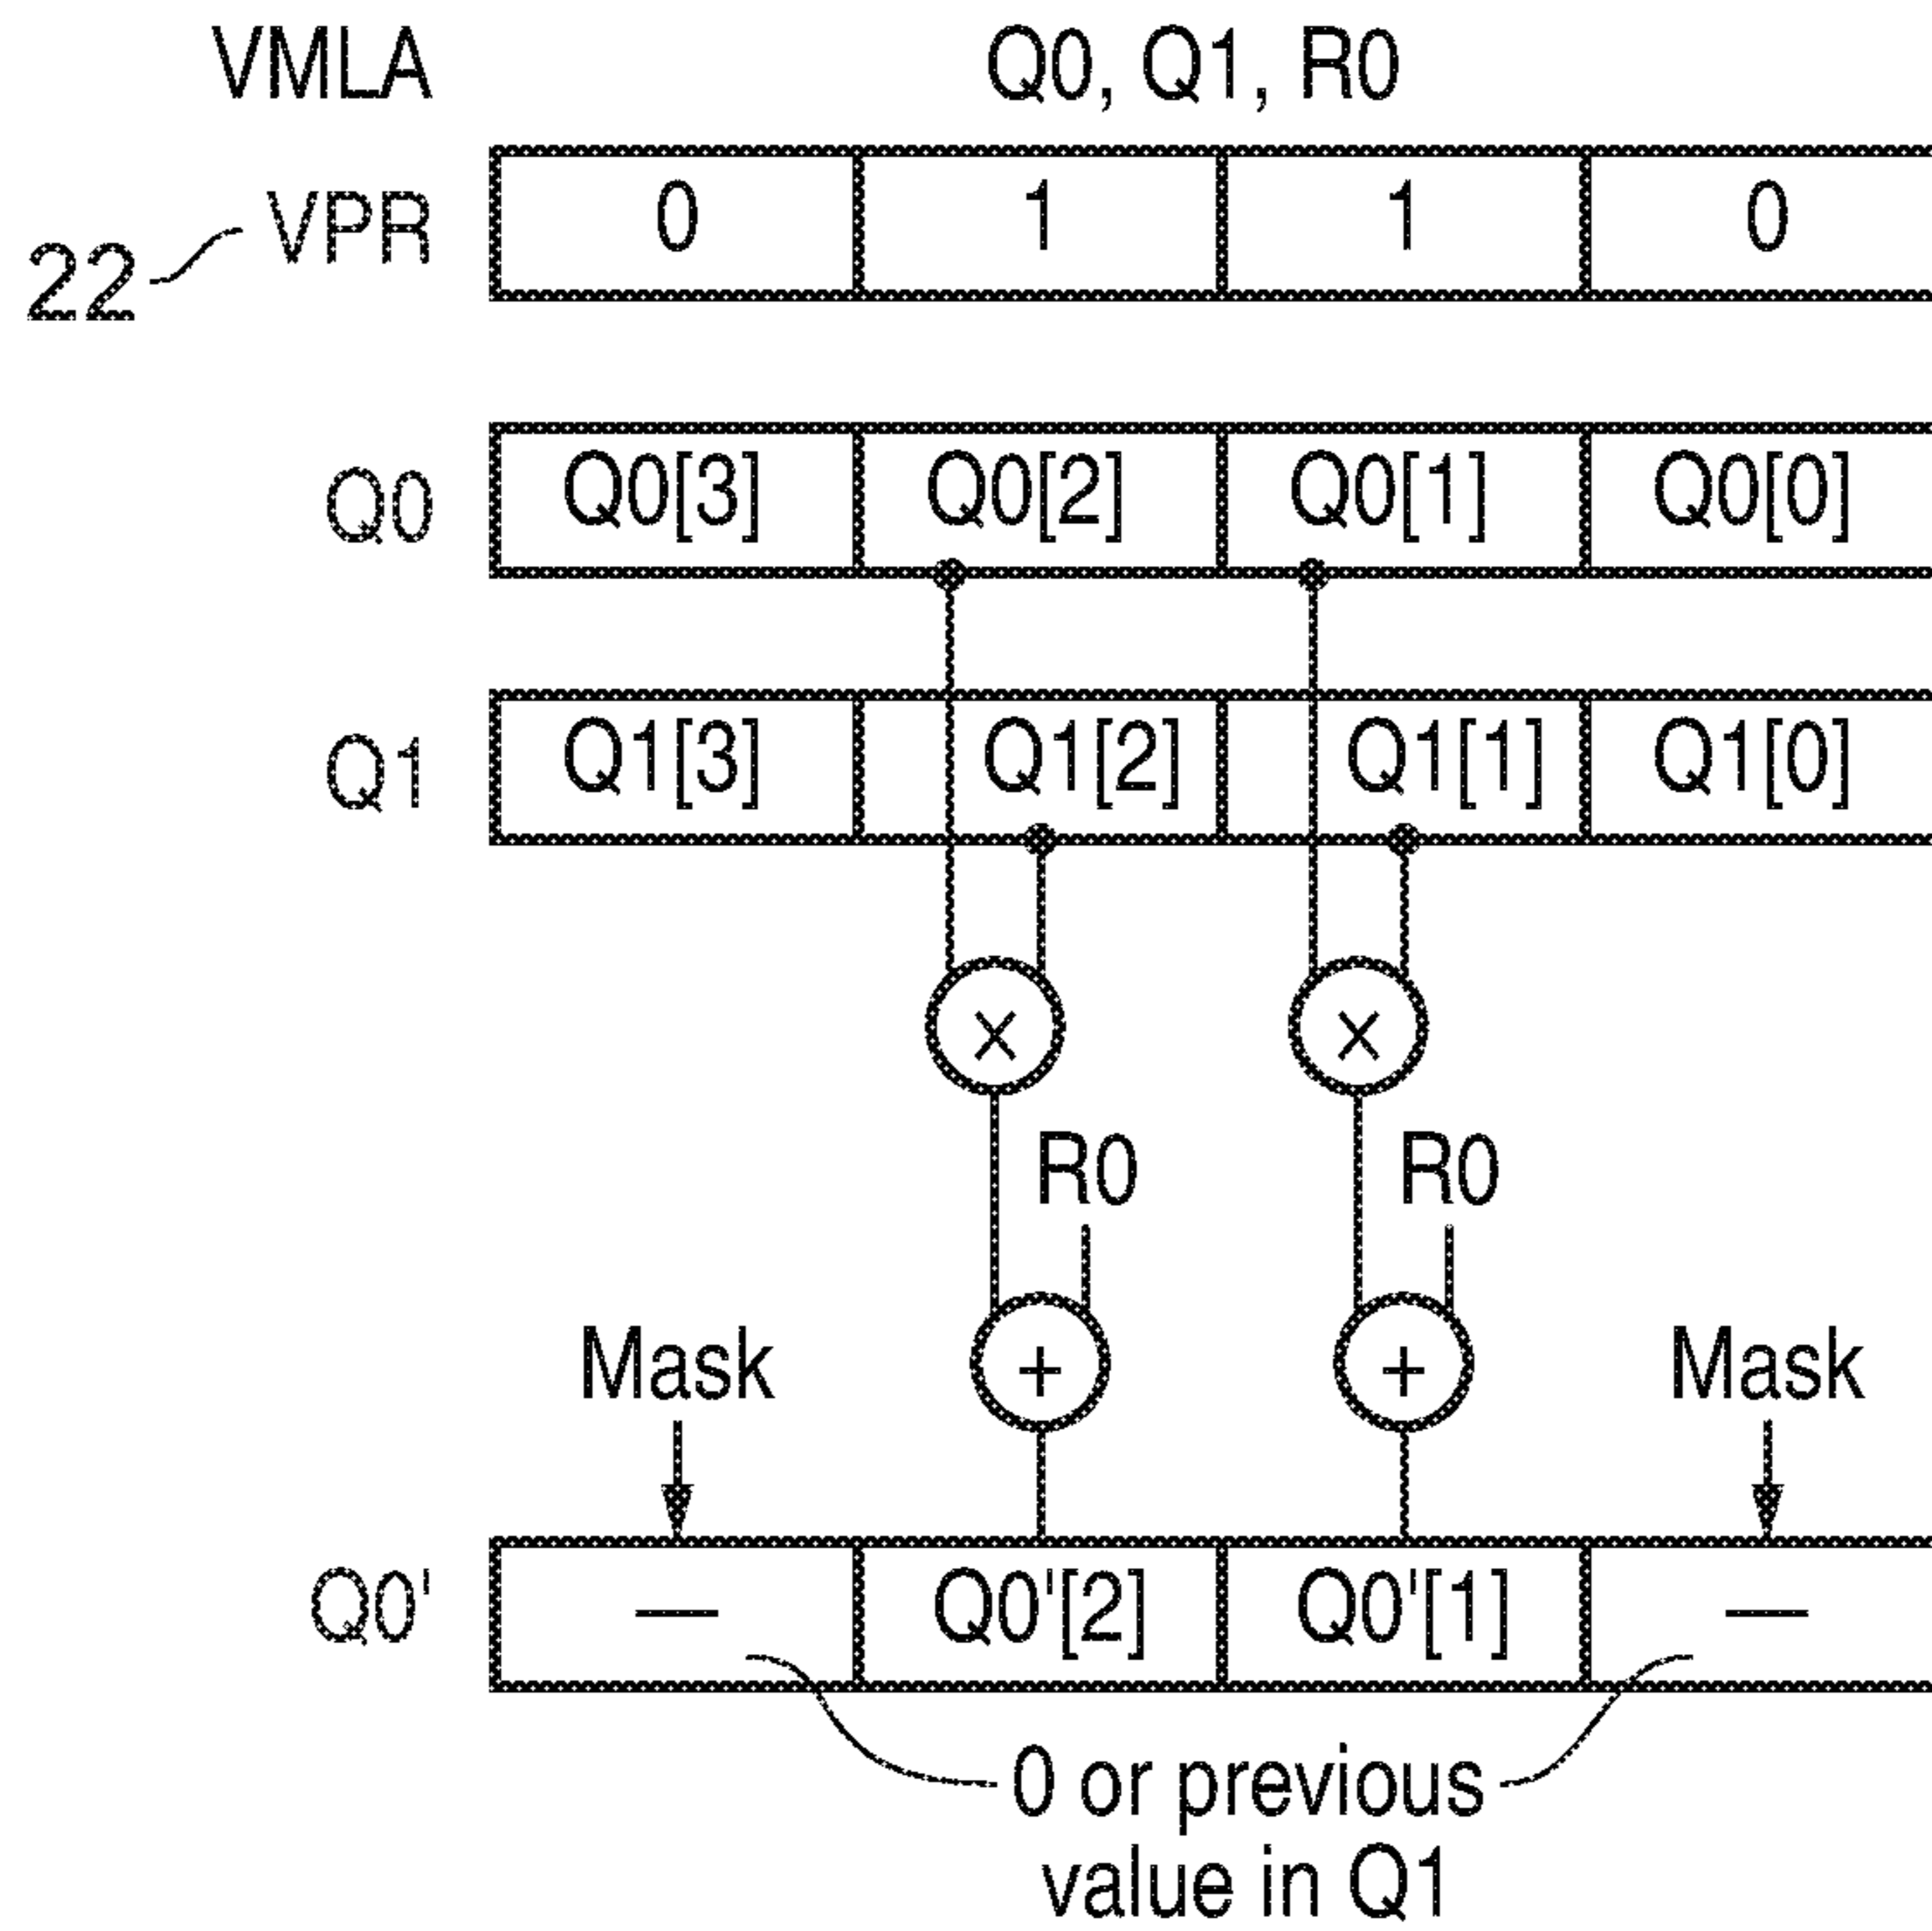 VMLA Q0, Q1, R0
22 VPR 0 1 1 0
Q0 Q0[3] Q0[2] Q0[1] Q0[0]
Q1 Q1[3] Q1[2] Q1[1] Q1[0]
× ×
R0 R0
Mask + + Mask
Q0' — Q0'[2] Q0'[1] —
0 or previous
value in Q1